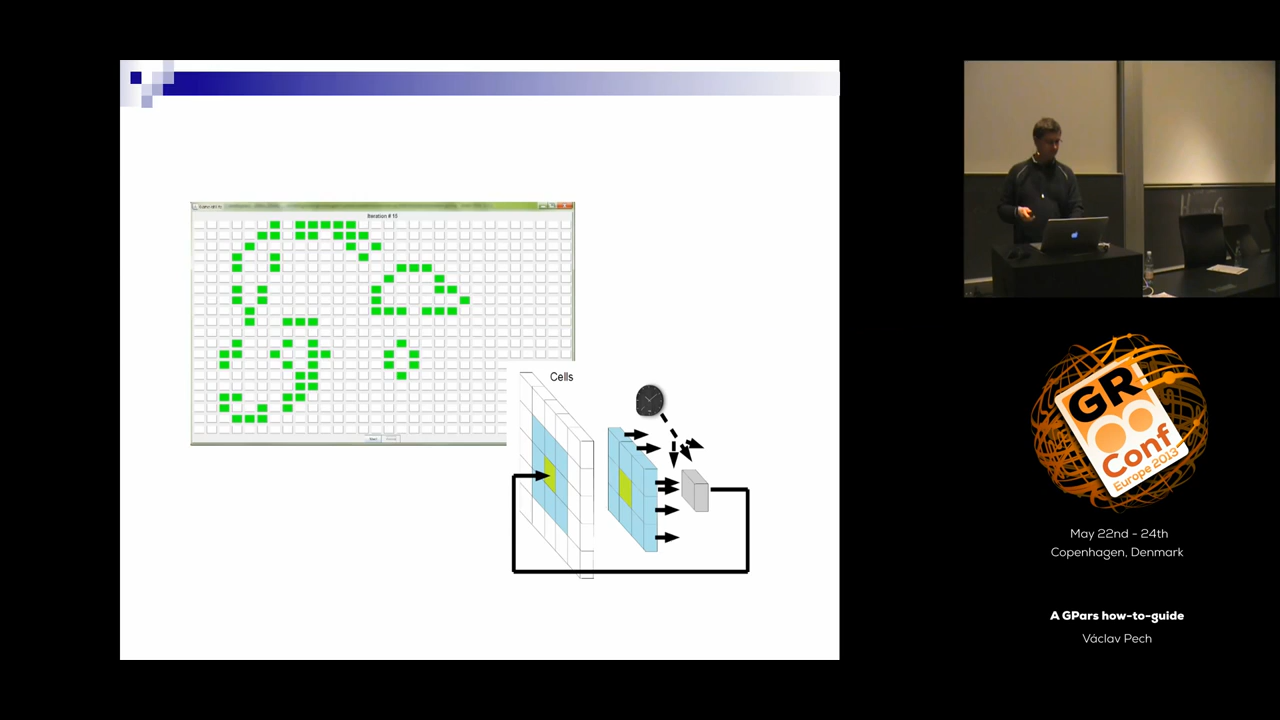 Iteration # 15
Cells
GR
Conf
Europe 2013
May 22nd - 24th
Copenhagen, Denmark
A GPars how-to-guide
Václav Pech